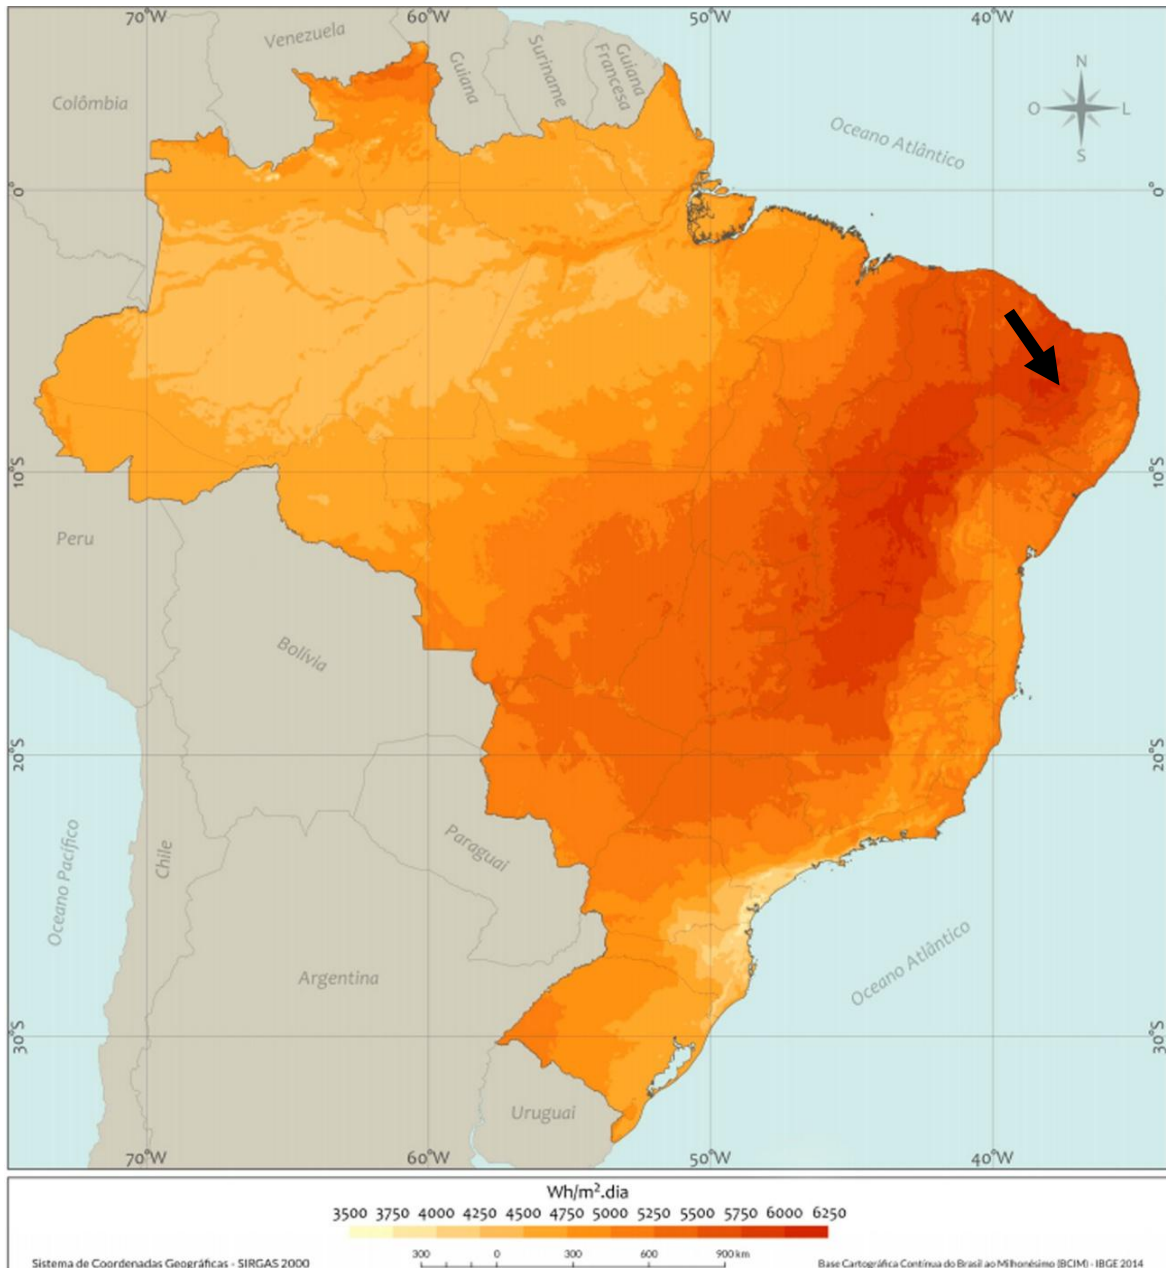 70°W 60°W 50°W 40°W
Venezuela
Guiana
Suriname
Guiana
Francesa
Colômbia
N
O L
S
Oceano Atlântico
0° 0°
10°S 10°S
Peru
Bolívia
20°S 20°S
Paraguai
Chile
Oceano Pacífico
Oceano Atlântico
Argentina
30°S 30°S
Uruguai
70°W 60°W 50°W 40°W
Wh/m².dia
3500 3750 4000 4250 4500 4750 5000 5250 5500 5750 6000 6250
300 0 300 600 900 km
Sistema de Coordenadas Geográficas - SIRGAS 2000
Base Cartográfica Contínua do Brasil ao Milhonésimo (BCIM) - IBGE 2014